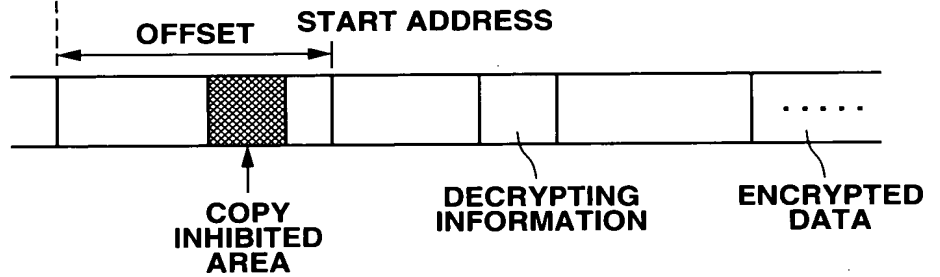 OFFSET
START ADDRESS
COPY
INHIBITED
AREA
DECRYPTING
INFORMATION
ENCRYPTED
DATA